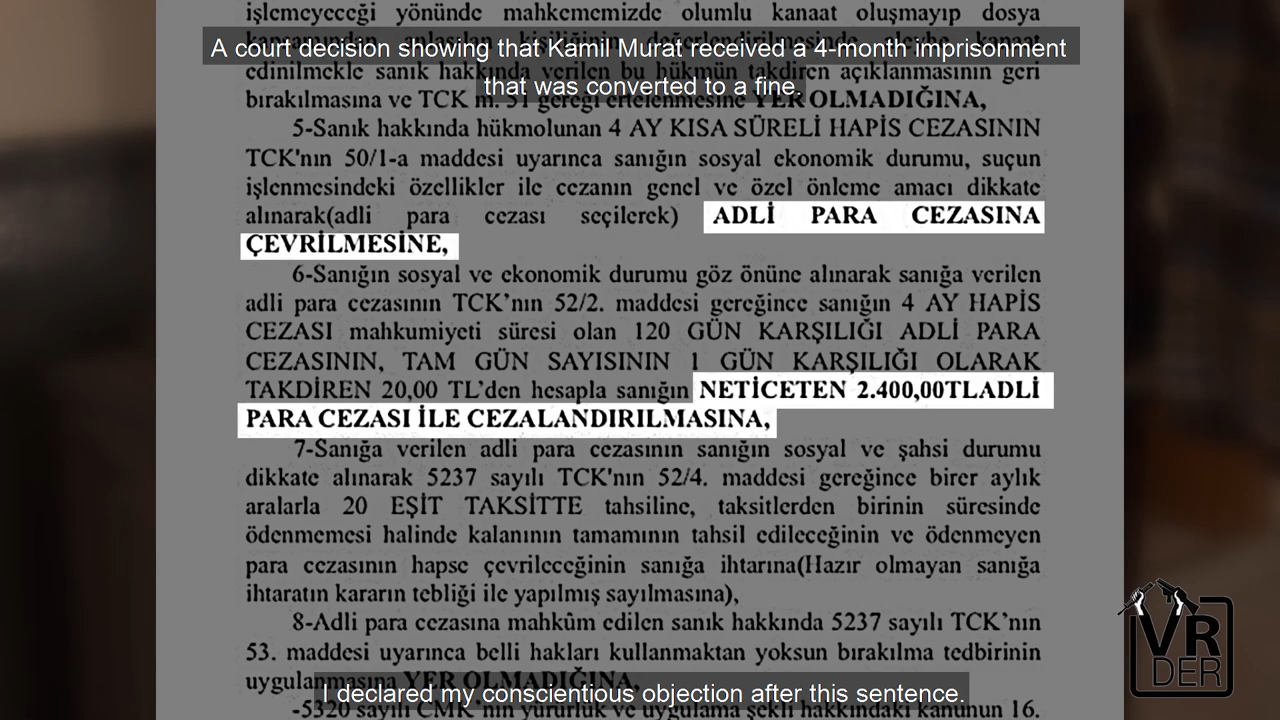 işlemeyeceği yönünde mahkememizde olumlu kanaat oluşmayıp dosya
A court decision showing that Kamil Murat received a 4-month imprisonment
edinilmekle sanık hakkında verilen bu hükmün takdiren açıklanmasının geri
that was converted to a fine.
bırakılmasına ve TCK m. 51 gereği ertelenmesine YER OLMADIĞINA,
5-Sanık hakkında hükmolunan 4 AY KISA SÜRELİ HAPİS CEZASININ
TCK'nın 50/1-a maddesi uyarınca sanığın sosyal ekonomik durumu, suçun
işlenmesindeki özellikler ile cezanın genel ve özel önleme amacı dikkate
alınarak(adli para cezası seçilerek) ADLİ PARA CEZASINA
ÇEVRİLMESİNE,
6-Sanığın sosyal ve ekonomik durumu göz önüne alınarak sanığa verilen
adli para cezasının TCK'nın 52/2. maddesi gereğince sanığın 4 AY HAPİS
CEZASI mahkumiyeti süresi olan 120 GÜN KARŞILIĞI ADLİ PARA
CEZASININ, TAM GÜN SAYISININ 1 GÜN KARŞILIĞI OLARAK
TAKDİREN 20,00 TL'den hesapla sanığın NETİCETEN 2.400,00TLADLİ
PARA CEZASI İLE CEZALANDIRILMASINA,
7-Sanığa verilen adli para cezasının sanığın sosyal ve şahsi durumu
dikkate alınarak 5237 sayılı TCK'nın 52/4. maddesi gereğince birer aylık
aralarla 20 EŞİT TAKSİTTE tahsiline, taksitlerden birinin süresinde
ödenmemesi halinde kalanının tamamının tahsil edileceğinin ve ödenmeyen
para cezasının hapse çevrileceğinin sanığa ihtarına(Hazır olmayan sanığa
ihtaratın kararın tebliği ile yapılmış sayılmasına),
8-Adli para cezasına mahkûm edilen sanık hakkında 5237 sayılı TCK'nın
53. maddesi uyarınca belli hakları kullanmaktan yoksun bırakılma tedbirinin
uygulanmasına YER OLMADIĞINA,
I declared my conscientious objection after this sentence.
-5320 sayılı CMK'nın yürürlük ve uygulama şekli hakkındaki kanunun 16.
VR
DER